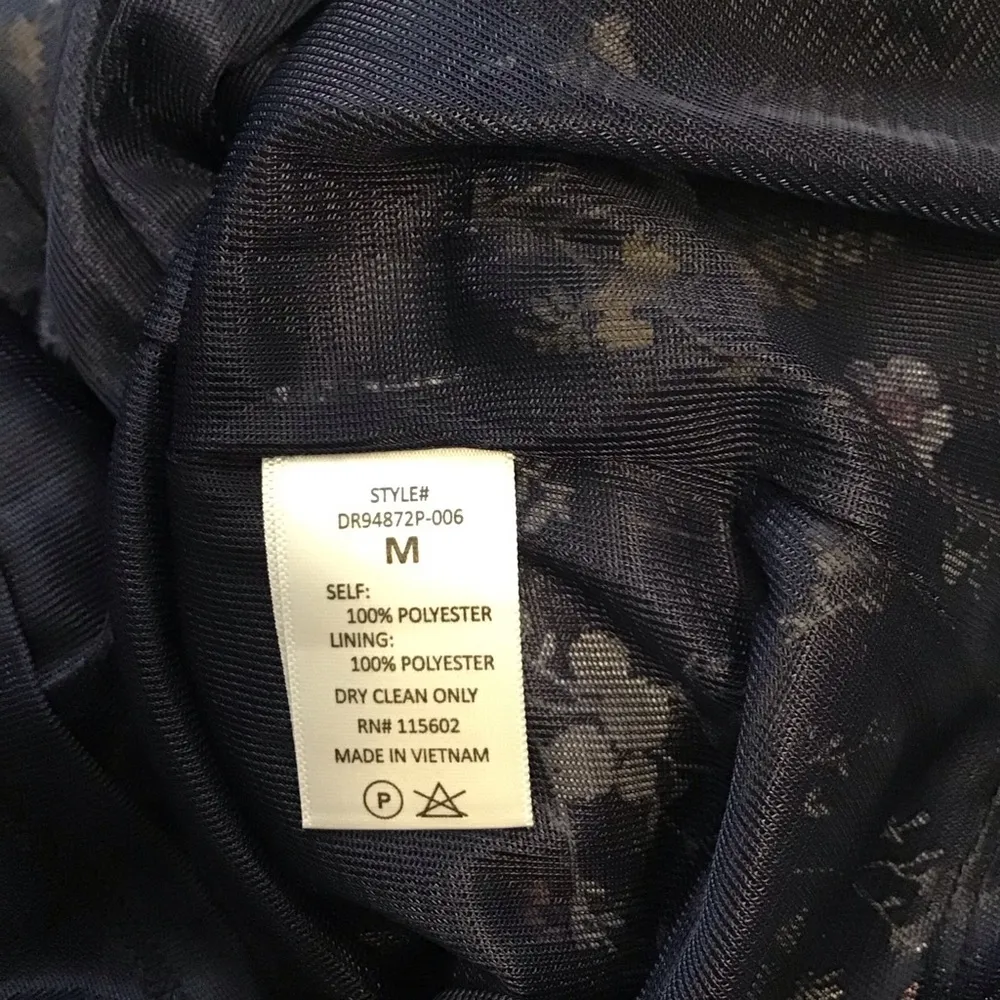 STYLE#
DR94872P-006
M
SELF:
100% POLYESTER
LINING:
100% POLYESTER
DRY CLEAN ONLY
RN# 115602
MADE IN VIETNAM
P